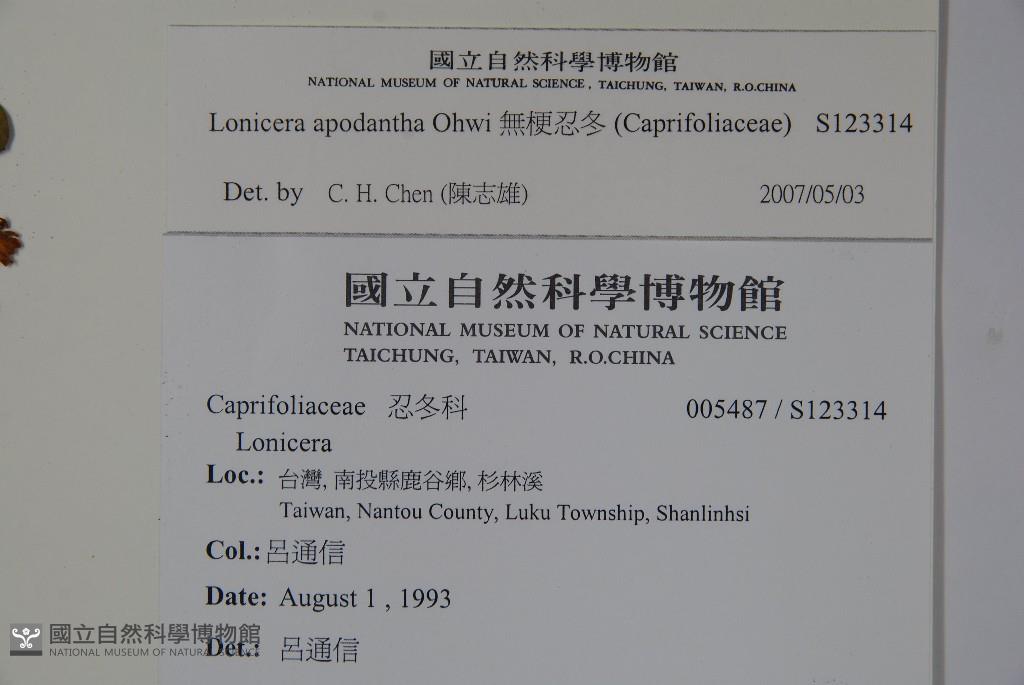 國立自然科學博物館
NATIONAL MUSEUM OF NATURAL SCIENCE, TAICHUNG, TAIWAN, R.O.CHINA
Lonicera apodantha Ohwi 無梗忍冬 (Caprifoliaceae) S123314
Det. by C. H. Chen (陳志雄) 2007/05/03
國立自然科學博物館
NATIONAL MUSEUM OF NATURAL SCIENCE
TAICHUNG, TAIWAN, R.O.CHINA
Caprifoliaceae 忍冬科 005487 / S123314
Lonicera
Loc.: 台灣, 南投縣鹿谷鄉, 杉林溪
Taiwan, Nantou County, Luku Township, Shanlinhsi
Col.: 呂通信
Date: August 1 , 1993
Det.: 呂通信
國立自然科學博物館
NATIONAL MUSEUM OF NATURAL SCIENCE